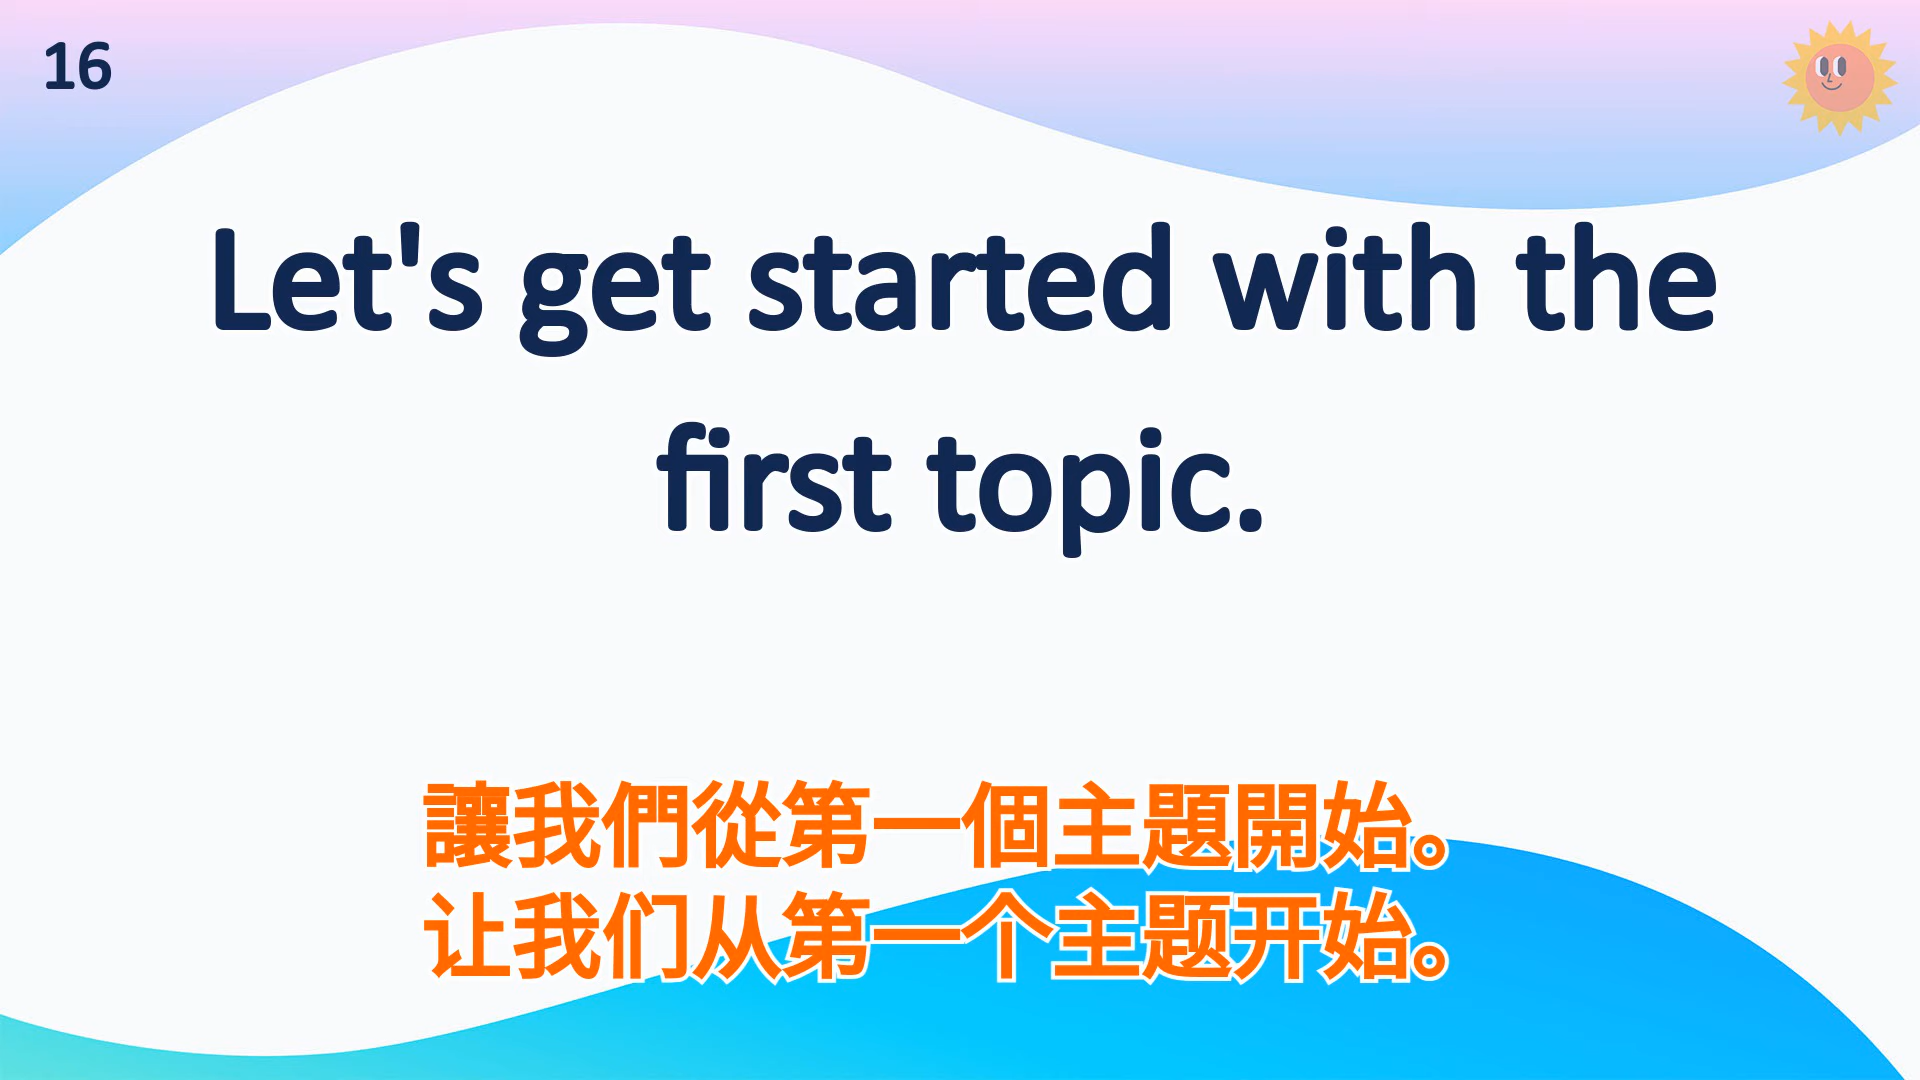 16
Let's get started with the
first topic.
讓我們從第一個主題開始。
让我们从第一个主题开始。